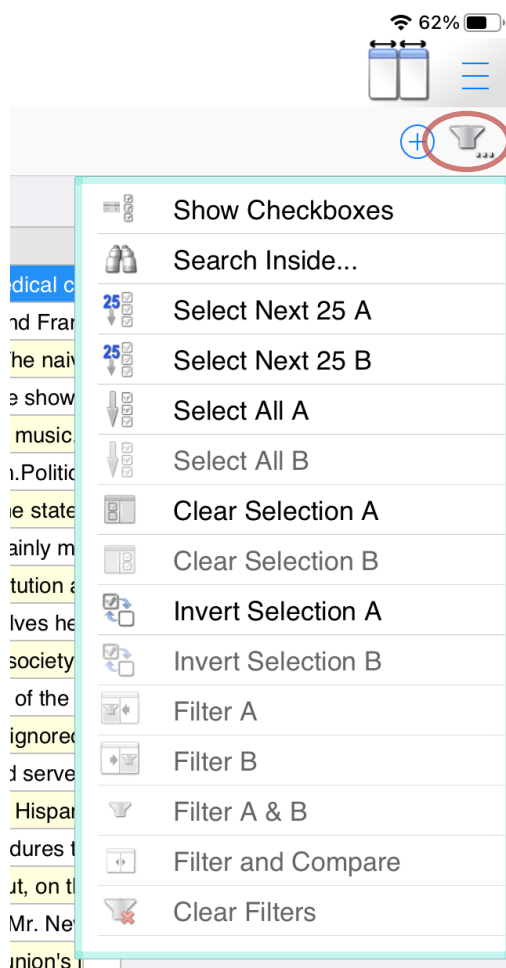 62%
Show Checkboxes
Search Inside...
25 Select Next 25 A
25 Select Next 25 B
Select All A
Select All B
Clear Selection A
Clear Selection B
Invert Selection A
Invert Selection B
Filter A
Filter B
Filter A & B
Filter and Compare
Clear Filters
edical c
nd Fran
The naiv
e show
music.
n.Politic
ne state
ainly m
tution a
lves he
society
of the
ignored
d serve
Hispan
dures t
ut, on th
Mr. Nev
union's